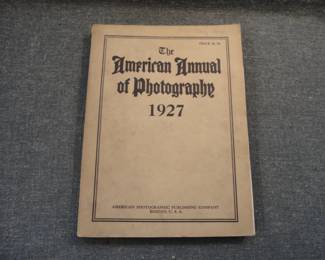 The
American Annual
of Photography
1927
AMERICAN PHOTOGRAPHIC PUBLISHING COMPANY
BOSTON, U. S. A.